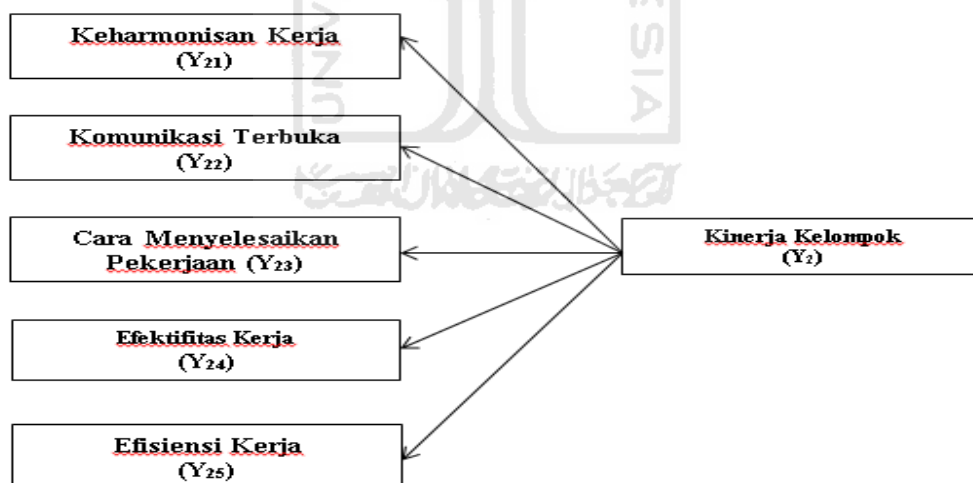 Keharmonisan Kerja
(Y₂₁)
Komunikasi Terbuka
(Y₂₂)
Cara Menyelesaikan
Pekerjaan (Y₂₃)
Efektifitas Kerja
(Y₂₄)
Efisiensi Kerja
(Y₂₅)
Kinerja Kelompok
(Y₂)